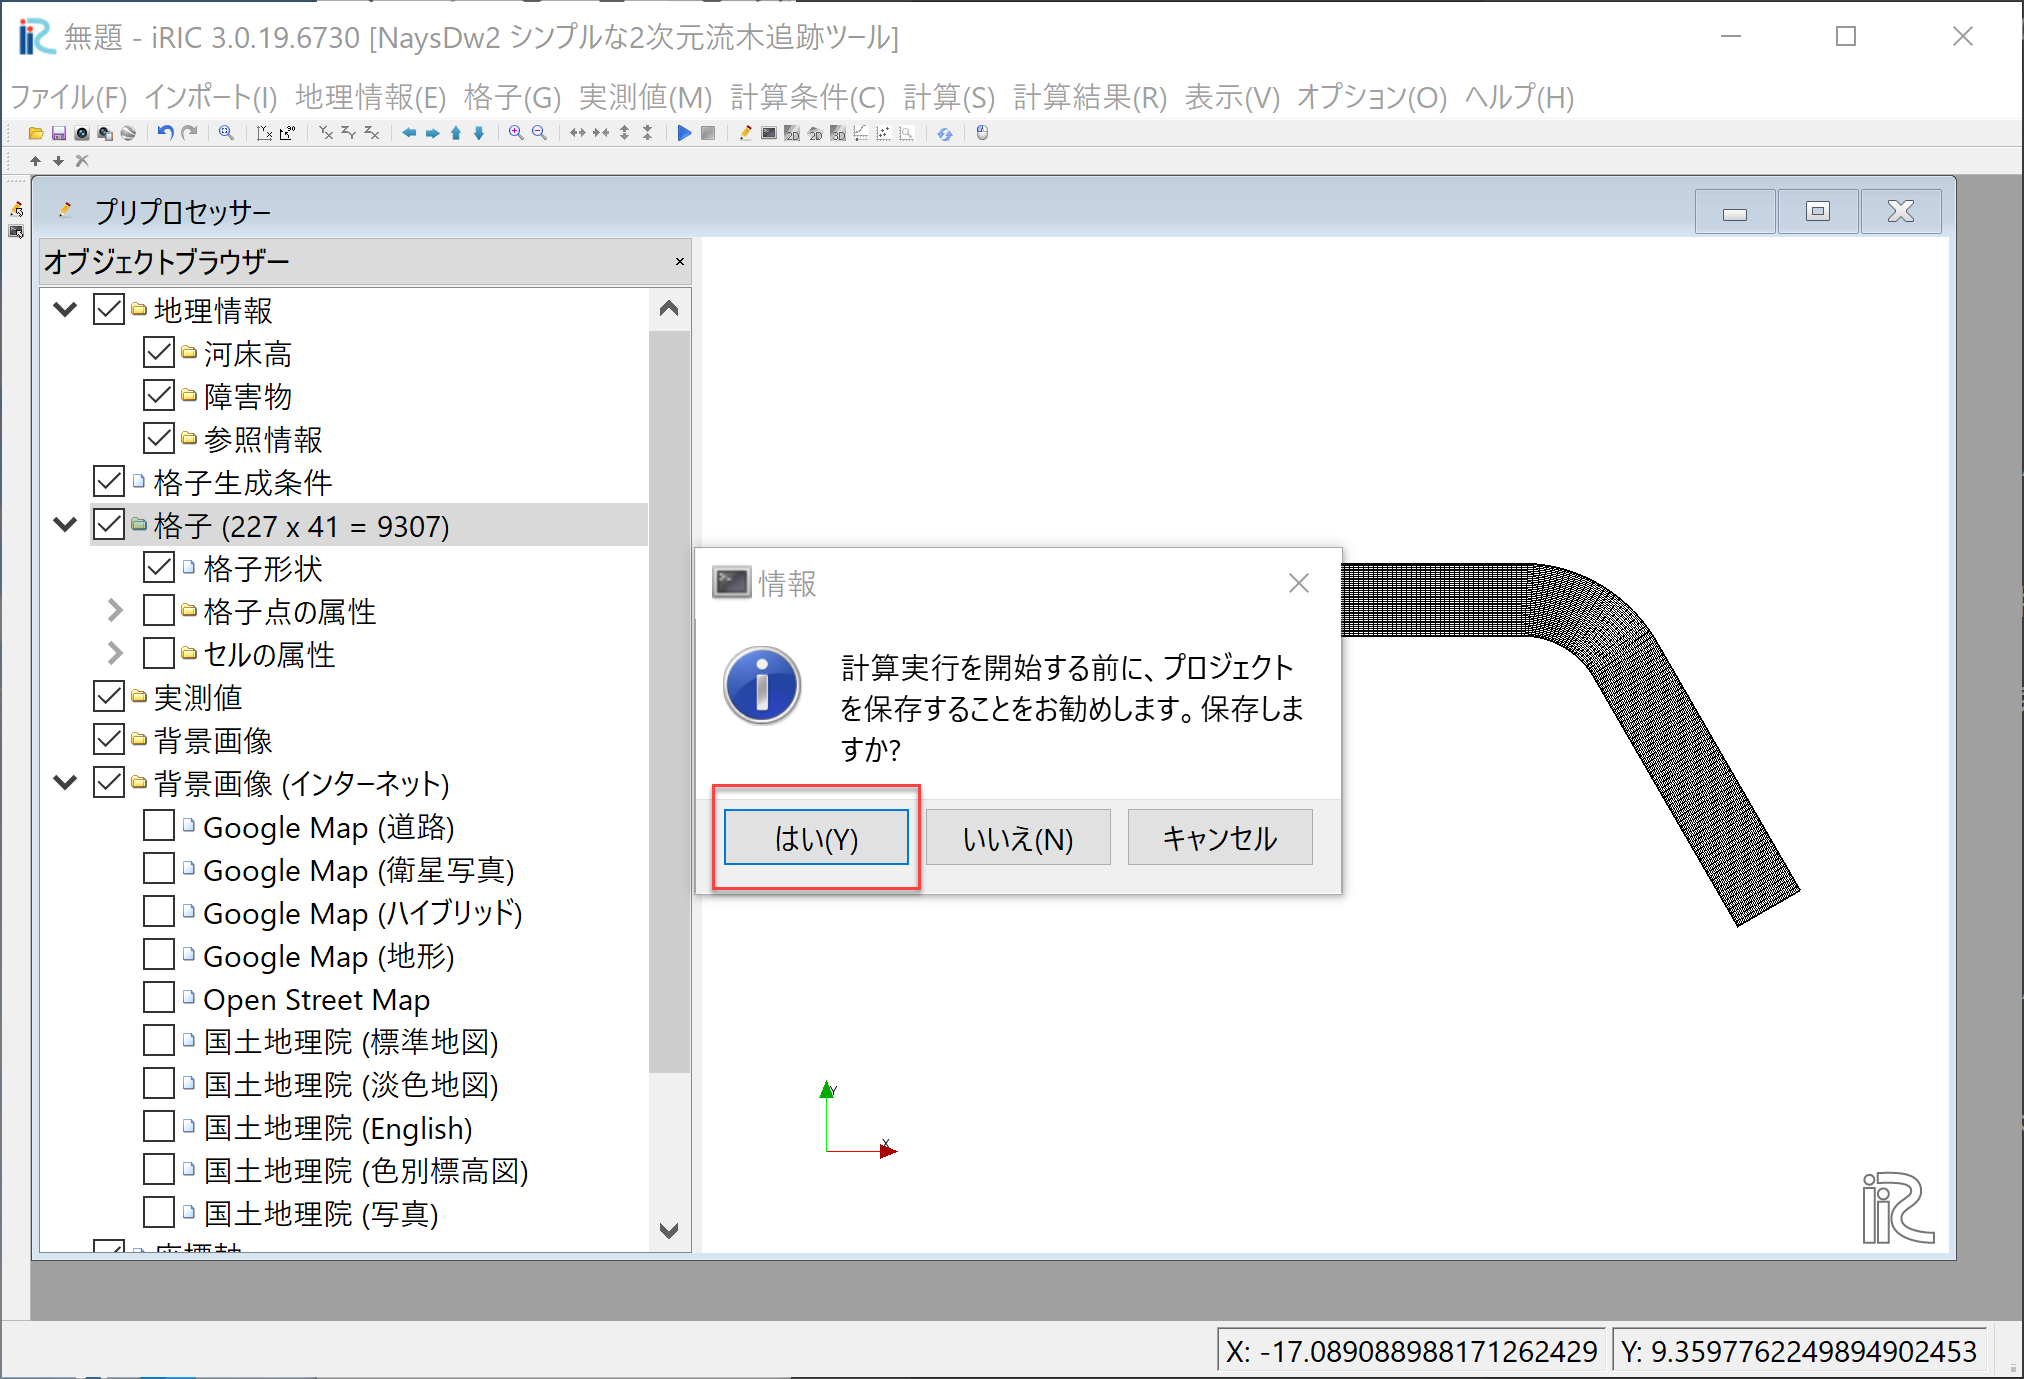 無題 - iRIC 3.0.19.6730 [NaysDw2 シンプルな2次元流木追跡ツール]
ファイル(F) インポート(I) 地理情報(E) 格子(G) 実測値(M) 計算条件(C) 計算(S) 計算結果(R) 表示(V) オプション(O) ヘルプ(H)
プリプロセッサー
オブジェクトブラウザー
地理情報
河床高
障害物
参照情報
格子生成条件
格子 (227 x 41 = 9307)
格子形状
格子点の属性
セルの属性
実測値
背景画像
背景画像 (インターネット)
Google Map (道路)
Google Map (衛星写真)
Google Map (ハイブリッド)
Google Map (地形)
Open Street Map
国土地理院 (標準地図)
国土地理院 (淡色地図)
国土地理院 (English)
国土地理院 (色別標高図)
国土地理院 (写真)
情報
計算実行を開始する前に、プロジェクト
を保存することをお勧めします。保存しま
すか?
はい(Y) いいえ(N) キャンセル
Y
X
iRC
X: -17.089088988171262429 Y: 9.3597762249894902453